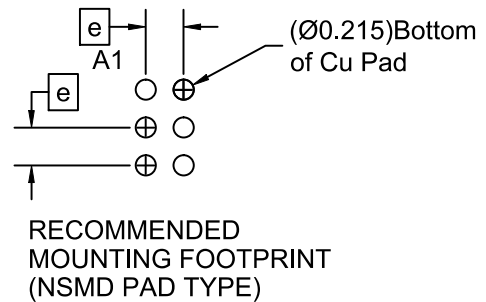 e
(Ø0.215)Bottom
A1
of Cu Pad
e
RECOMMENDED
MOUNTING FOOTPRINT
(NSMD PAD TYPE)